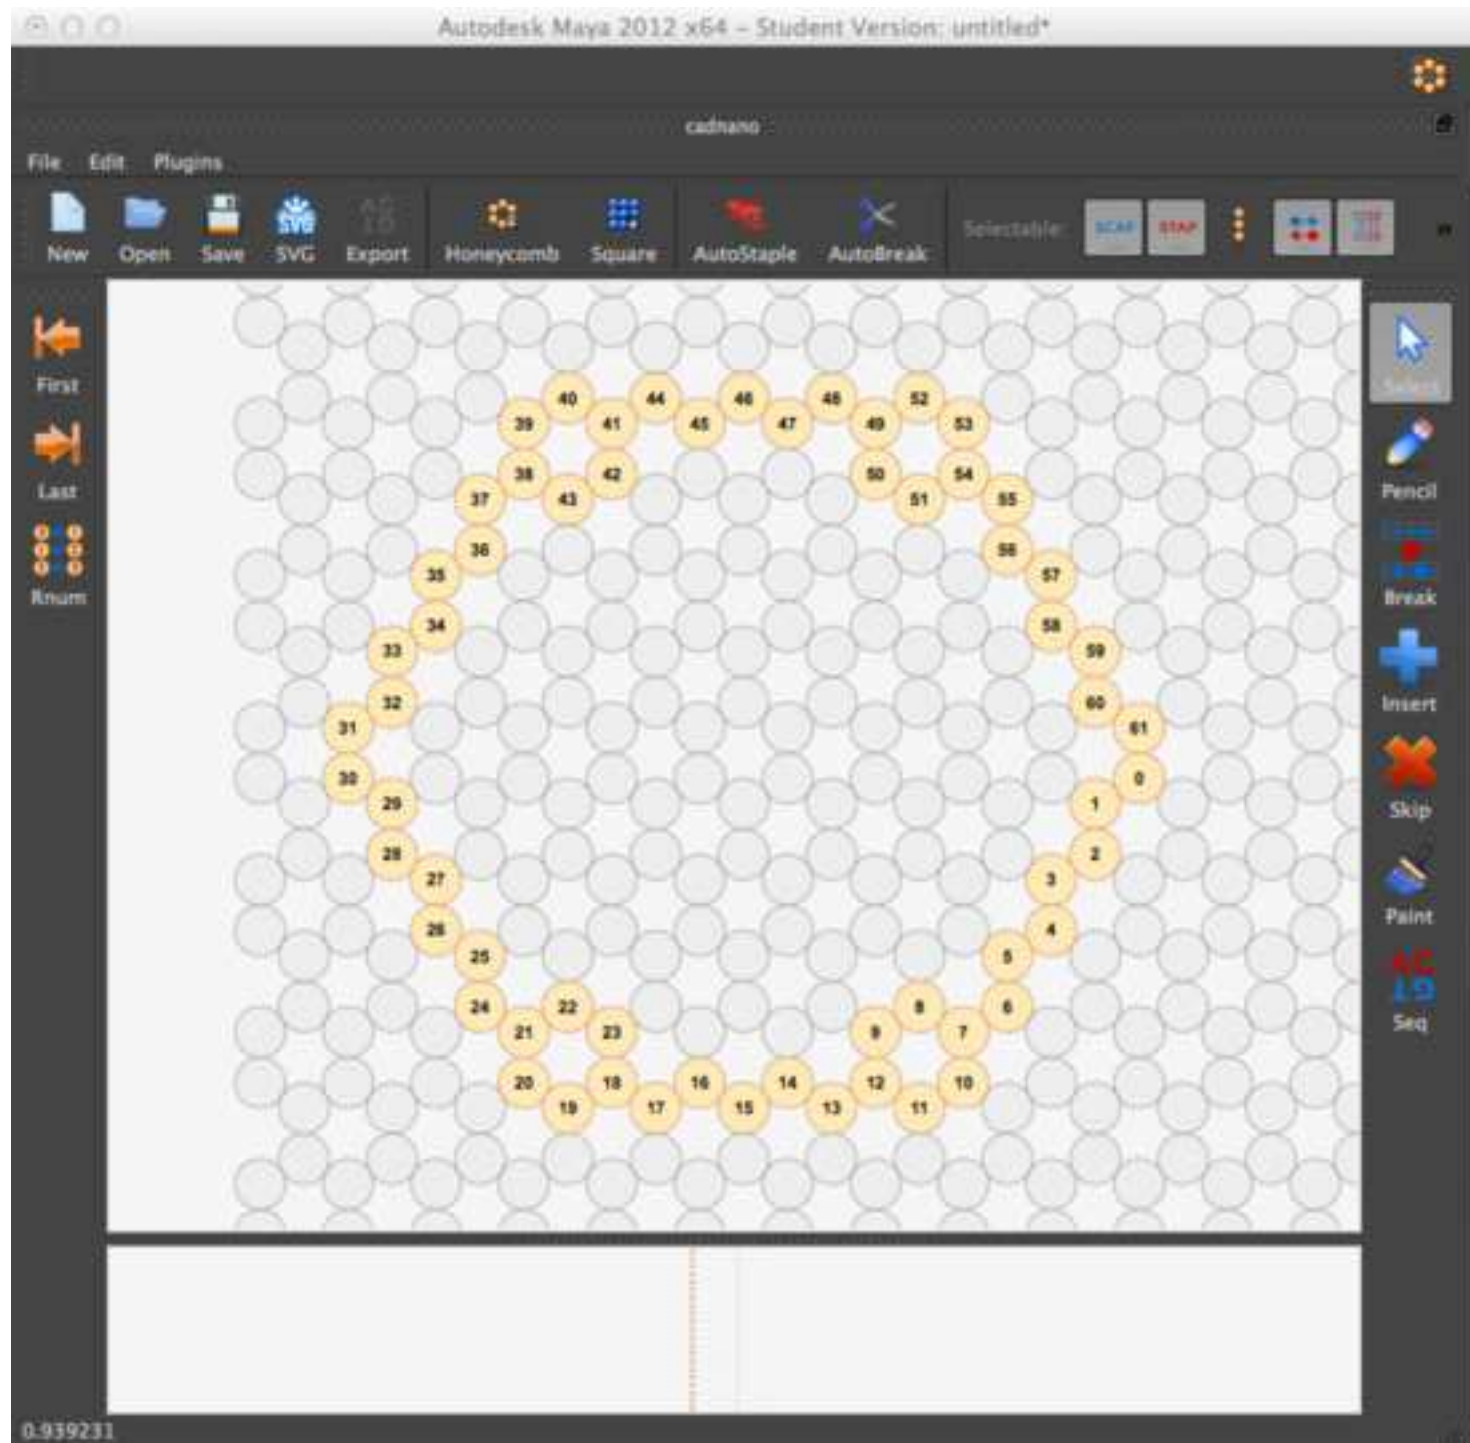 Autodesk Maya 2012 x64 – Student Version: untitled*
cadnano
File Edit Plugins
New Open Save SVG Export Honeycomb Square AutoStaple AutoBreak Selectable: SCAF STAP
First
Last
Rnum
Select
Pencil
Break
Insert
Skip
Paint
Seq
40 44 46 48 52
39 41 45 47 49 53
38 42 50 54
37 43 51 55
36 56
35 57
34 58
33 59
32 60
31 61
30 0
29 1
28 2
27 3
26 4
25 5
24 22 8 6
21 23 9 7
20 18 16 14 12 10
19 17 15 13 11
0.939231